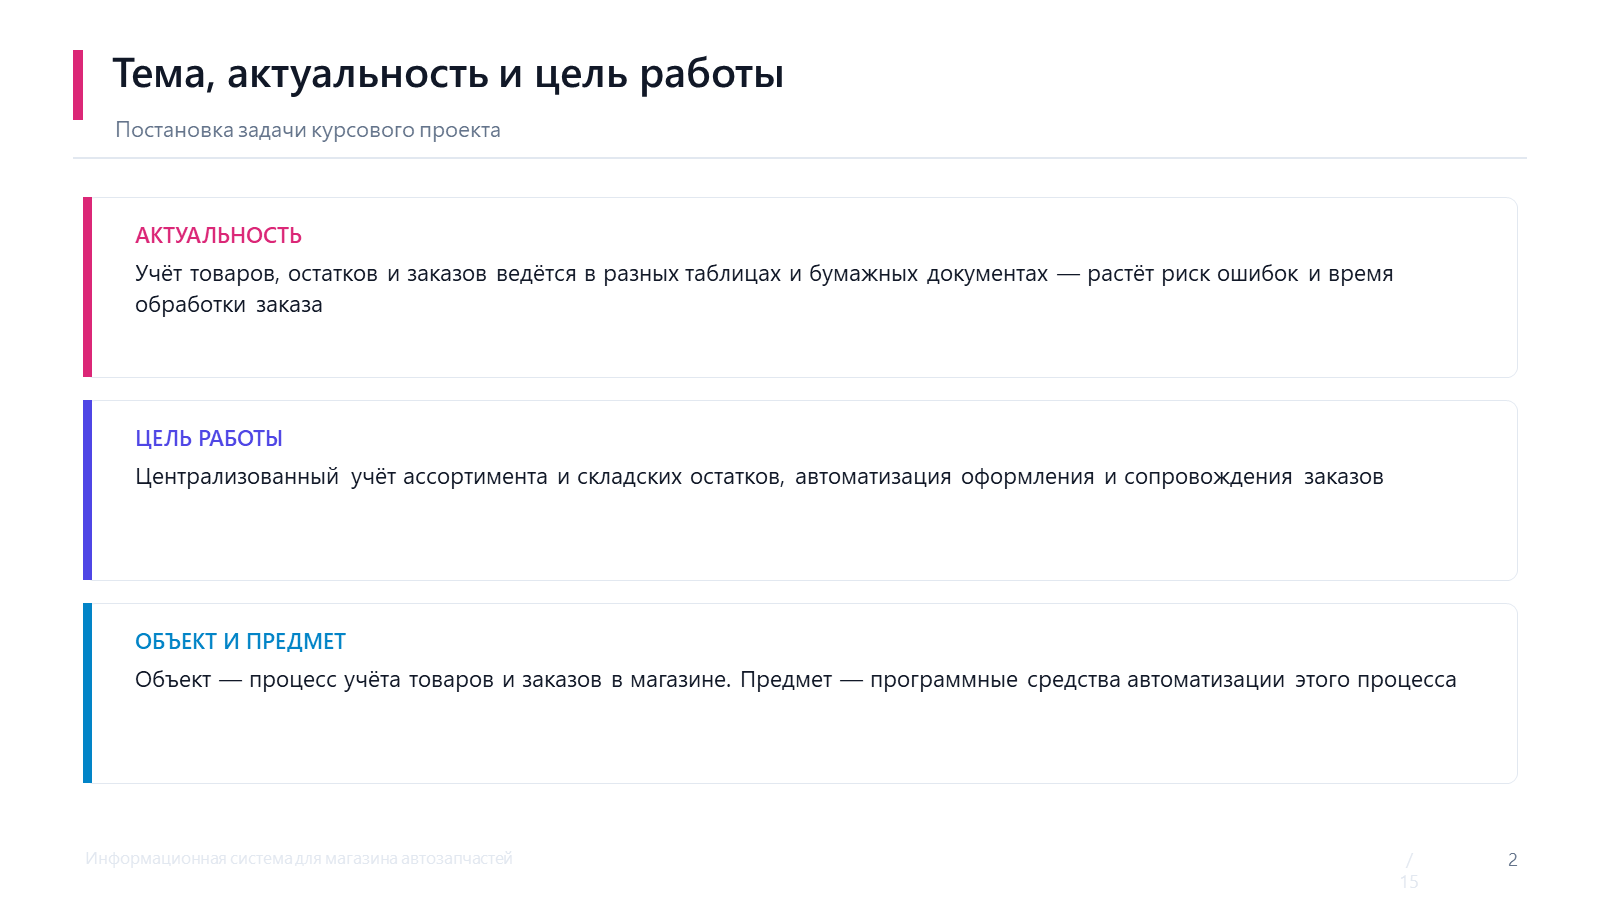 Тема, актуальность и цель работы
Постановка задачи курсового проекта
АКТУАЛЬНОСТЬ
Учёт товаров, остатков и заказов ведётся в разных таблицах и бумажных документах — растёт риск ошибок и время
обработки заказа
ЦЕЛЬ РАБОТЫ
Централизованный учёт ассортимента и складских остатков, автоматизация оформления и сопровождения заказов
ОБЪЕКТ И ПРЕДМЕТ
Объект — процесс учёта товаров и заказов в магазине. Предмет — программные средства автоматизации этого процесса
Информационная система для магазина автозапчастей
/
15
2